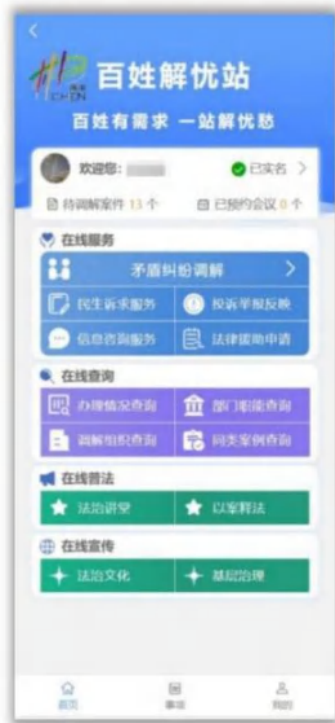 百姓解忧站
百姓有需求 一站解忧愁
欢迎您:
已实名
待调解案件 13 个
已预约会议 0 个
在线服务
矛盾纠纷调解
民生诉求服务
投诉举报反映
信息咨询服务
法律援助申请
在线查询
办理情况查询
部门职能查询
调解组织查询
同类案例查询
在线普法
法治讲堂
以案释法
在线宣传
法治文化
基层治理
首页
事项
我的